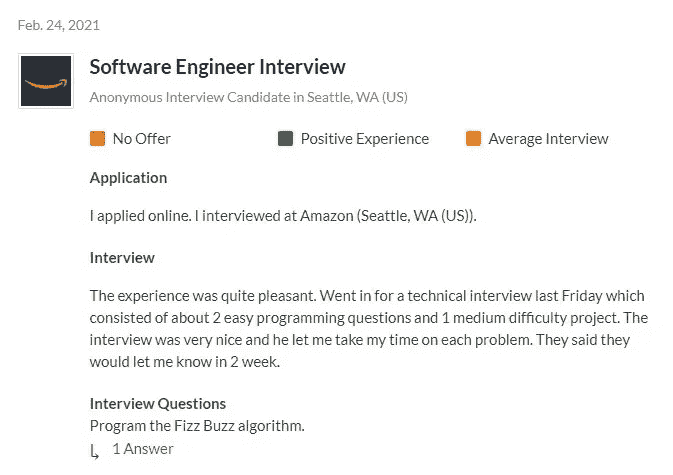 Feb. 24, 2021
Software Engineer Interview
Anonymous Interview Candidate in Seattle, WA (US)
No Offer Positive Experience Average Interview
Application
I applied online. I interviewed at Amazon (Seattle, WA (US)).
Interview
The experience was quite pleasant. Went in for a technical interview last Friday which
consisted of about 2 easy programming questions and 1 medium difficulty project. The
interview was very nice and he let me take my time on each problem. They said they
would let me know in 2 week.
Interview Questions
Program the Fizz Buzz algorithm.
1 Answer